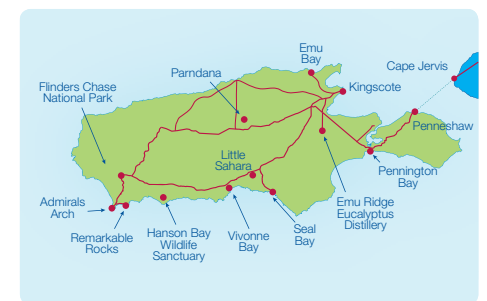 Emu
Bay
Cape Jervis
Parndana
Flinders Chase
National Park
Kingscote
Penneshaw
Little
Sahara
Pennington
Bay
Admirals
Arch
Emu Ridge
Eucalyptus
Distillery
Remarkable
Rocks
Hanson Bay
Wildlife
Sanctuary
Vivonne
Bay
Seal
Bay